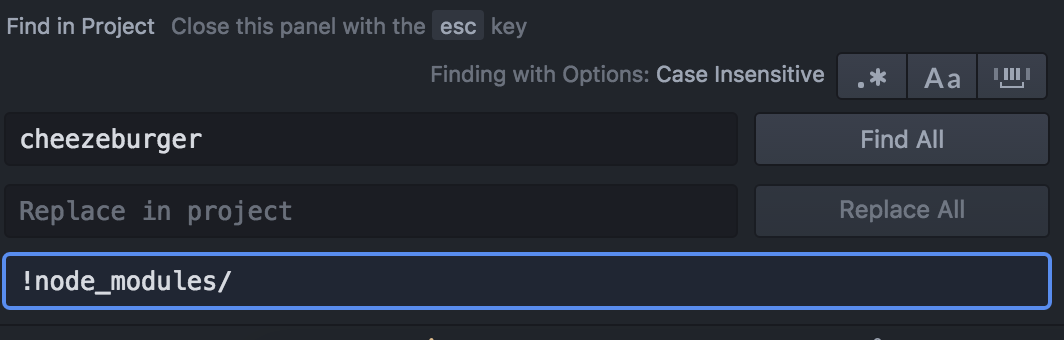 Find in Project Close this panel with the esc key
Finding with Options: Case Insensitive .* Aa
cheezeburger Find All
Replace in project Replace All
!node_modules/